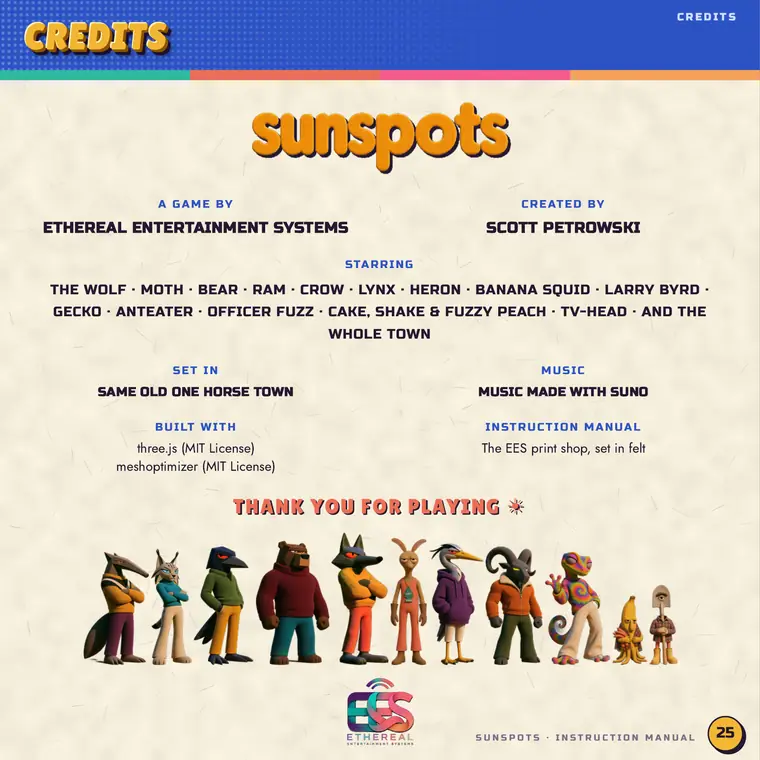 CREDITS
CREDITS
sunspots
A GAME BY
ETHEREAL ENTERTAINMENT SYSTEMS
CREATED BY
SCOTT PETROWSKI
STARRING
THE WOLF · MOTH · BEAR · RAM · CROW · LYNX · HERON · BANANA SQUID · LARRY BYRD ·
GECKO · ANTEATER · OFFICER FUZZ · CAKE, SHAKE & FUZZY PEACH · TV-HEAD · AND THE
WHOLE TOWN
SET IN
SAME OLD ONE HORSE TOWN
MUSIC
MUSIC MADE WITH SUNO
BUILT WITH
three.js (MIT License)
meshoptimizer (MIT License)
INSTRUCTION MANUAL
The EES print shop, set in felt
THANK YOU FOR PLAYING
EES
ETHEREAL
ENTERTAINMENT SYSTEMS
SUNSPOTS · INSTRUCTION MANUAL
25